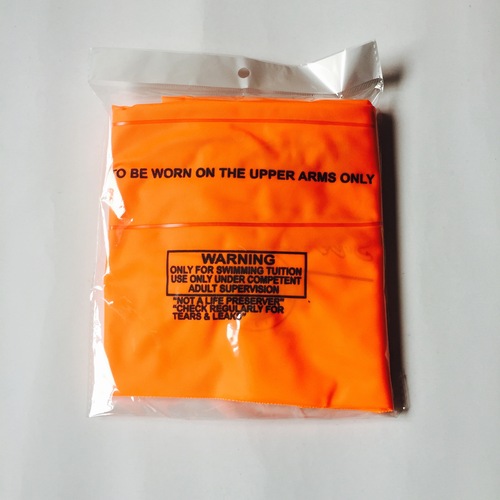 TO BE WORN ON THE UPPER ARMS ONLY
WARNING
ONLY FOR SWIMMING TUITION
USE ONLY UNDER COMPETENT
ADULT SUPERVISION
"NOT A LIFE PRESERVER"
"CHECK REGULARLY FOR
TEARS & LEAKS"